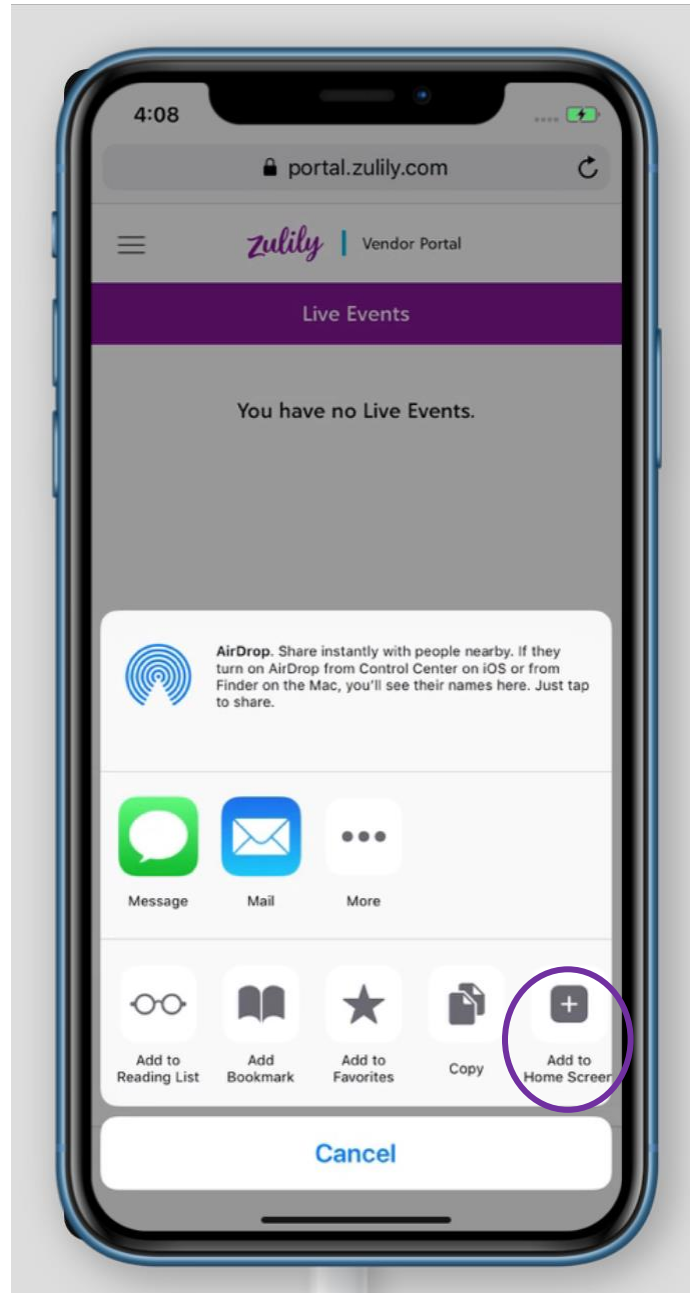 4:08
portal.zulily.com
zulily | Vendor Portal
Live Events
You have no Live Events.
AirDrop. Share instantly with people nearby. If they
turn on AirDrop from Control Center on iOS or from
Finder on the Mac, you'll see their names here. Just tap
to share.
Message Mail More
Add to
Reading List
Add
Bookmark
Add to
Favorites
Copy
Add to
Home Screen
Cancel